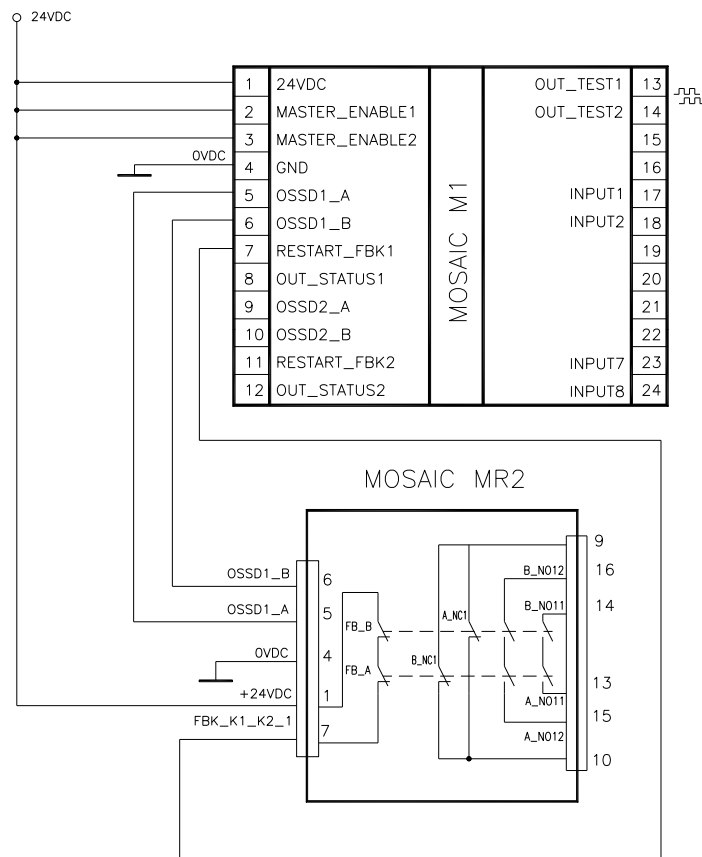 24VDC
1 24VDC OUT_TEST1 13
2 MASTER_ENABLE1 OUT_TEST2 14
3 MASTER_ENABLE2 15
0VDC 4 GND 16
5 OSSD1_A INPUT1 17
6 OSSD1_B INPUT2 18
7 RESTART_FBK1 19
8 OUT_STATUS1 20
9 OSSD2_A 21
10 OSSD2_B 22
11 RESTART_FBK2 INPUT7 23
12 OUT_STATUS2 INPUT8 24
MOSAIC M1
MOSAIC MR2
9
OSSD1_B 6 B_NO12 16
OSSD1_A 5 A_NC1 B_NO11 14
FB_B
0VDC 4 FB_A B_NC1
+24VDC 1 A_NO11 13
FBK_K1_K2_1 7 A_NO12 15
10